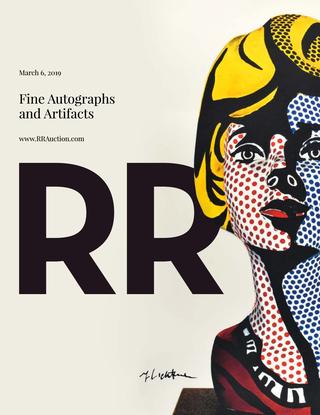 March 6, 2019
Fine Autographs
and Artifacts
www.RRAuction.com
RR